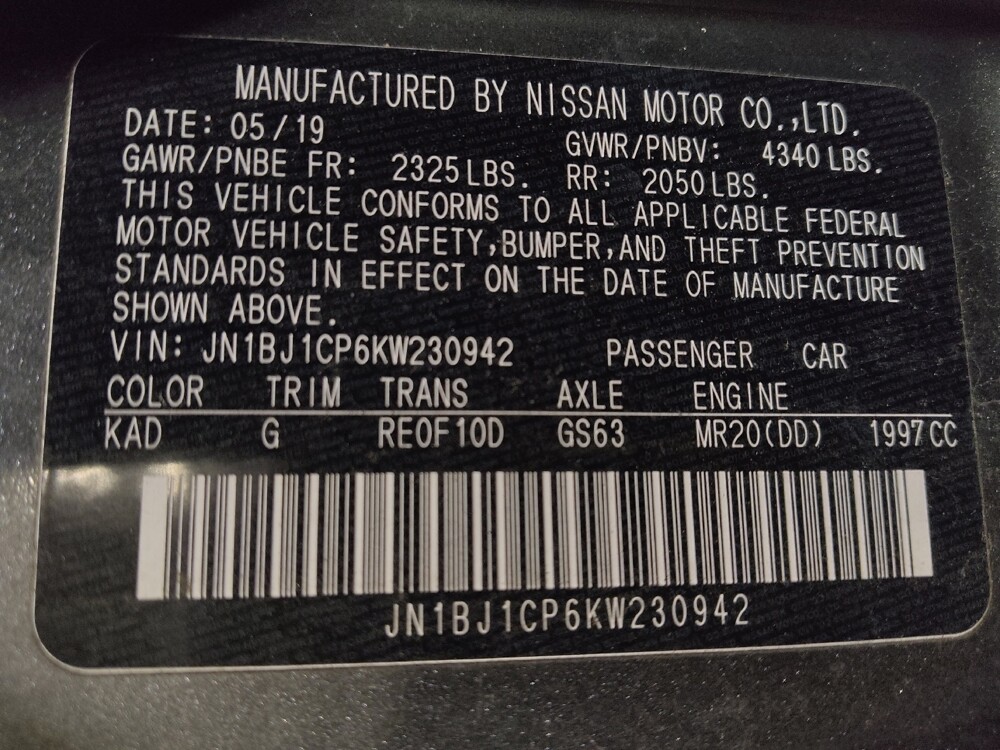 MANUFACTURED BY NISSAN MOTOR CO.,LTD.
DATE: 05/19 GVWR/PNBV: 4340 LBS.
GAWR/PNBE FR: 2325 LBS. RR: 2050 LBS.
THIS VEHICLE CONFORMS TO ALL APPLICABLE FEDERAL
MOTOR VEHICLE SAFETY,BUMPER,AND THEFT PREVENTION
STANDARDS IN EFFECT ON THE DATE OF MANUFACTURE
SHOWN ABOVE.
VIN: JN1BJ1CP6KW230942 PASSENGER CAR
COLOR TRIM TRANS AXLE ENGINE
KAD G REOF10D GS63 MR20(DD) 1997CC
JN1BJ1CP6KW230942